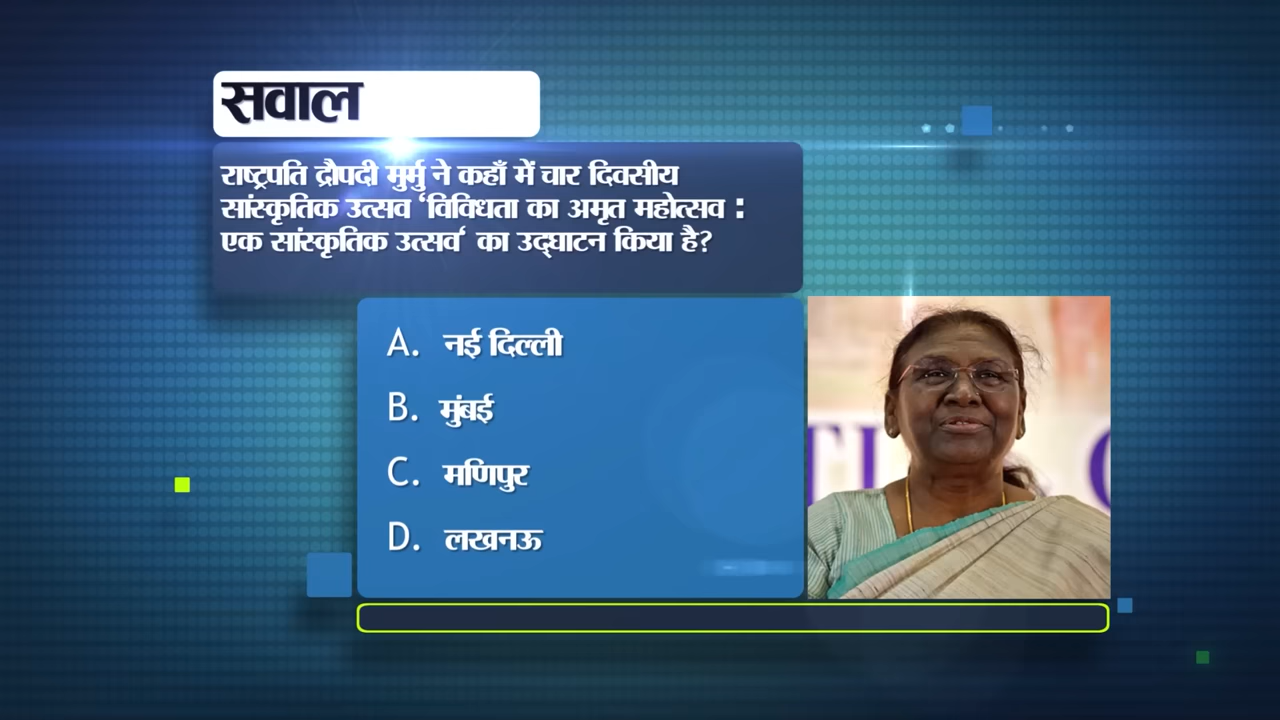 सवाल
राष्ट्रपति द्रौपदी मुर्मु ने कहाँ में चार दिवसीय
सांस्कृतिक उत्सव ‘विविधता का अमृत महोत्सव :
एक सांस्कृतिक उत्सव‘ का उद्घाटन किया है?
A. नई दिल्ली
B. मुंबई
C. मणिपुर
D. लखनऊ